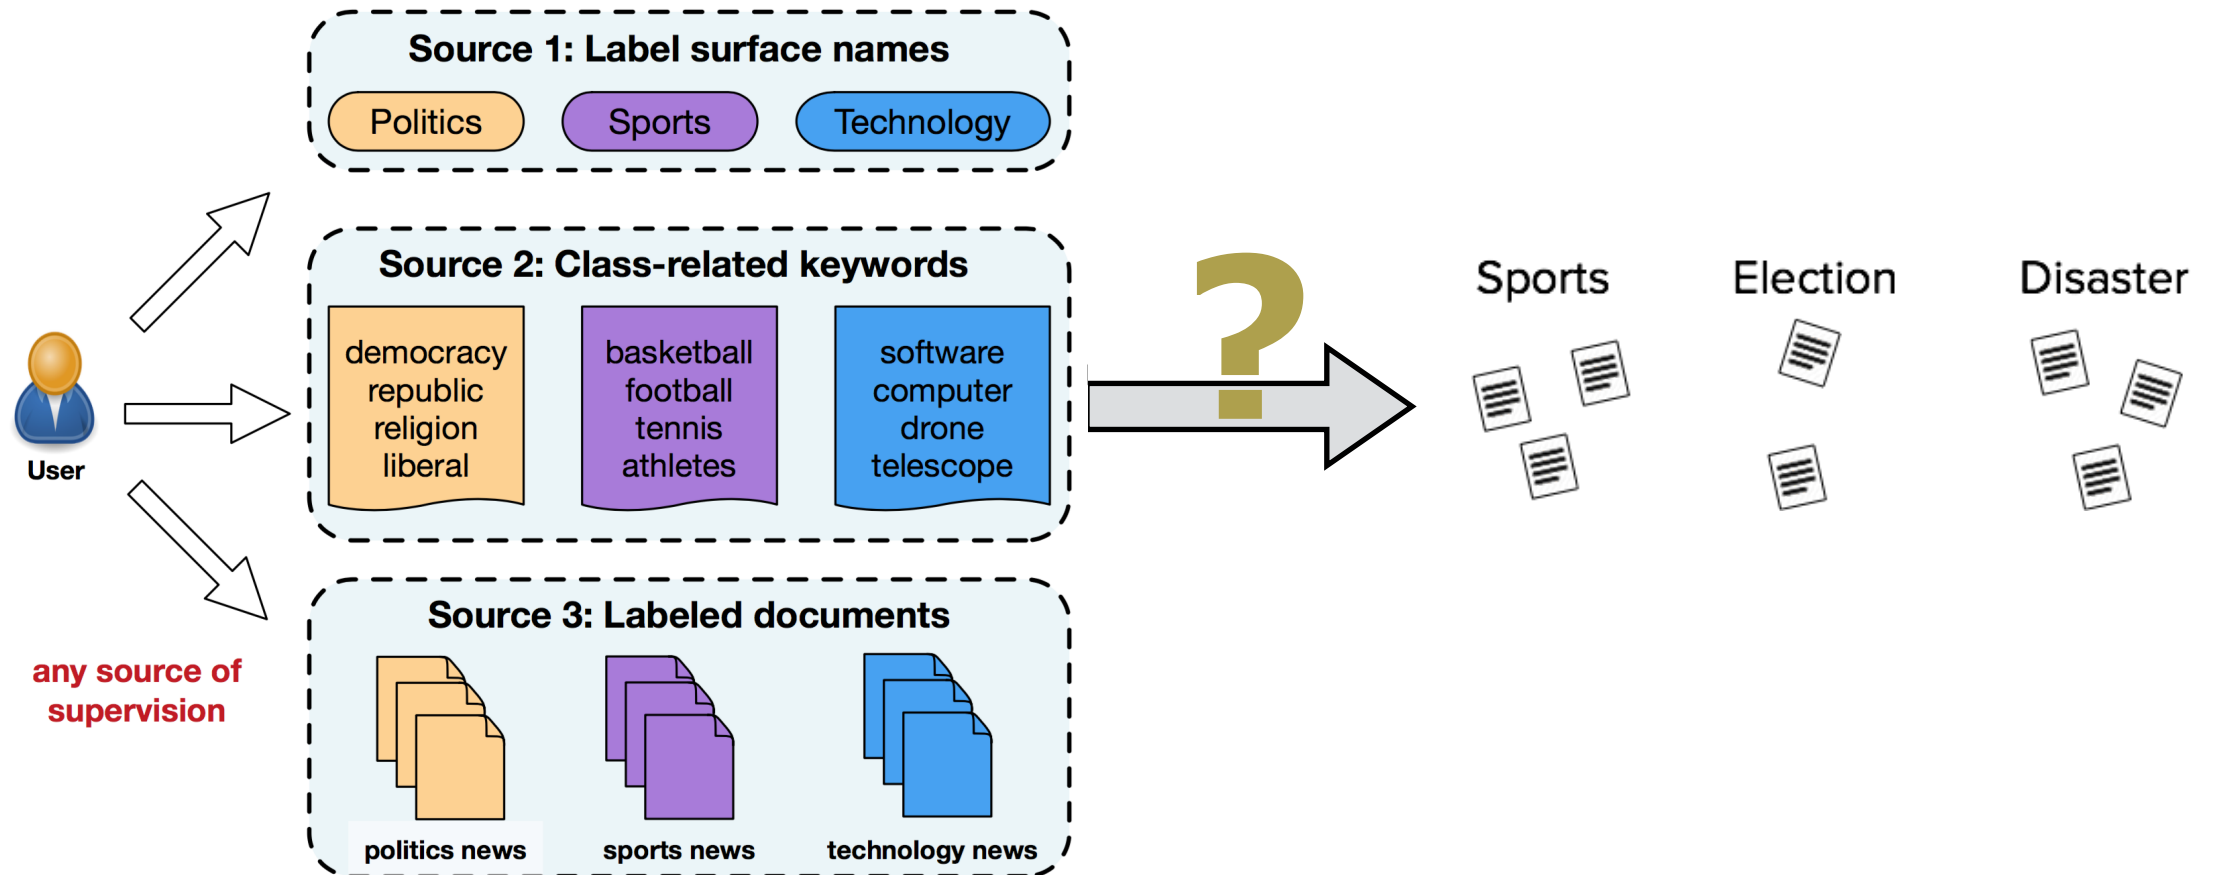 Source 1: Label surface names
Politics
Sports
Technology
Source 2: Class-related keywords
democracy
republic
religion
liberal
basketball
football
tennis
athletes
software
computer
drone
telescope
User
any source of
supervision
Source 3: Labeled documents
politics news
sports news
technology news
?
Sports
Election
Disaster